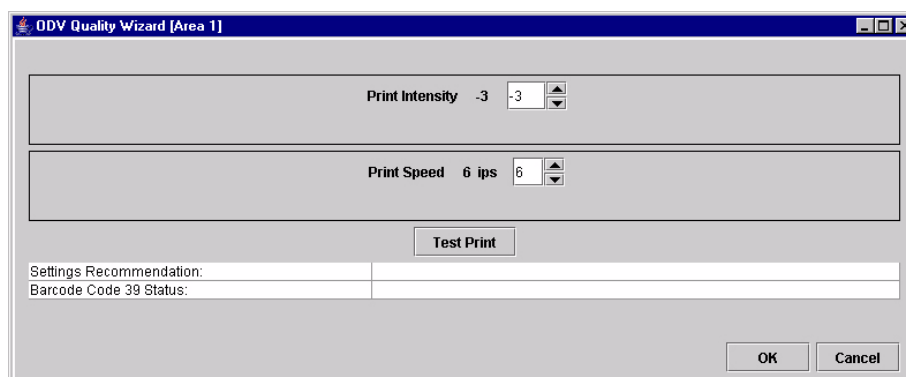 ODV Quality Wizard [Area 1]
Print Intensity -3 -3
Print Speed 6 ips 6
Test Print
Settings Recommendation:
Barcode Code 39 Status:
OK Cancel